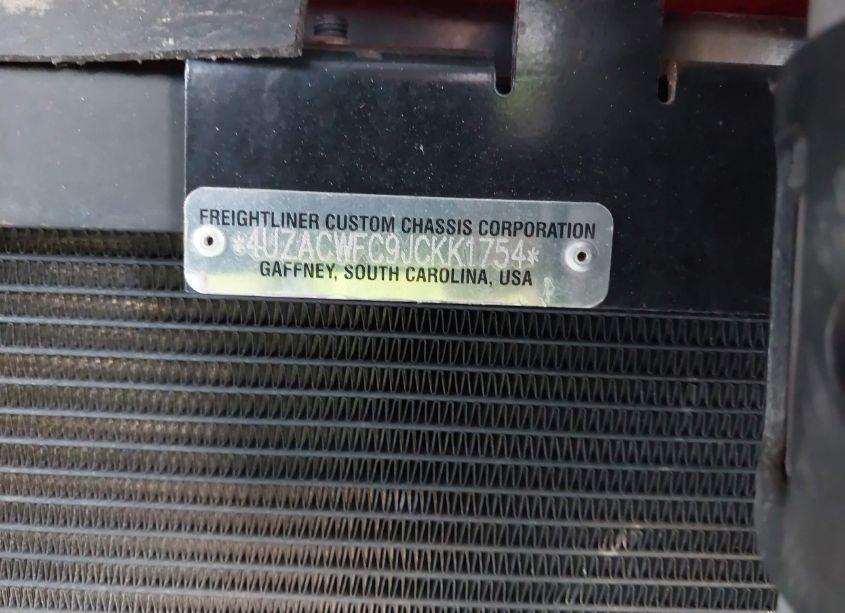 FREIGHTLINER CUSTOM CHASSIS CORPORATION
*4UZACWFC9JCKK1754*
GAFFNEY, SOUTH CAROLINA, USA